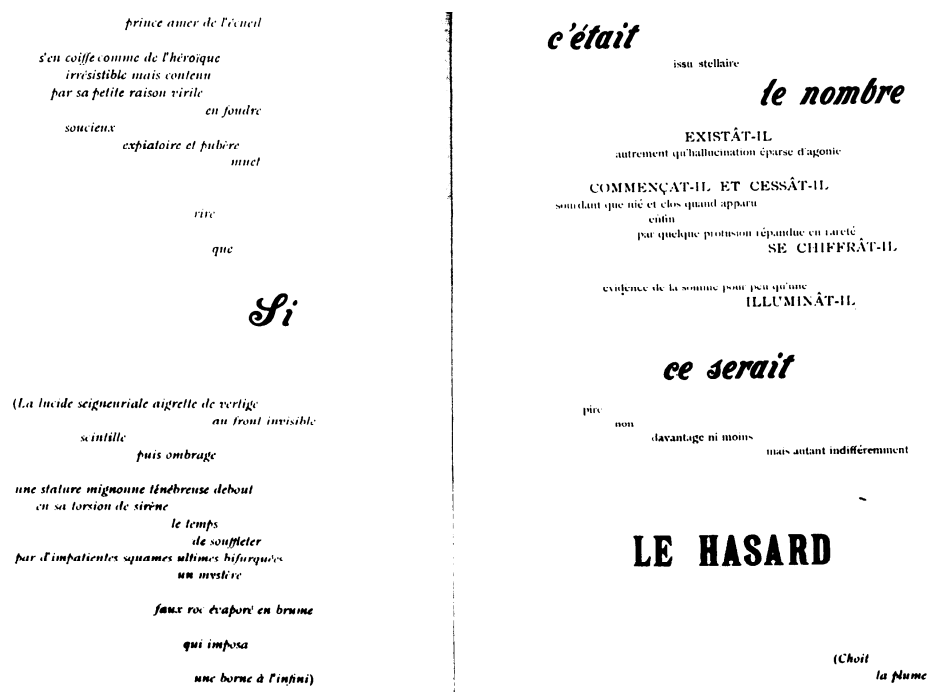 prince amer de l'écueil
s'en coiffe comme de l'héroïque
irrésistible mais contenu
par sa petite raison virile
en foudre
soucieux
expiatoire et pubère
muet
rire
que
Si
(La lucide seigneuriale aigrette de vertige
au front invisible
scintille
puis ombrage
une stature mignonne ténébreuse debout
en sa torsion de sirène
le temps
de souffleter
par d'impatientes squames ultimes bifurquées
un mystère
faux roc évaporé en brume
qui imposa
une borne à l'infini)
c'était
issu stellaire
le nombre
EXISTÂT-IL
autrement qu'hallucination éparse d'agonie
COMMENÇAT-IL ET CESSÂT-IL
sourdant que nié et clos quand apparu
enfin
par quelque profusion répandue en rareté
SE CHIFFRÂT-IL
evidence de la somme pour peu qu'une
ILLUMINÂT-IL
ce serait
pire
non
davantage ni moins
mais autant indifféremment
LE HASARD
(Choit
la plume